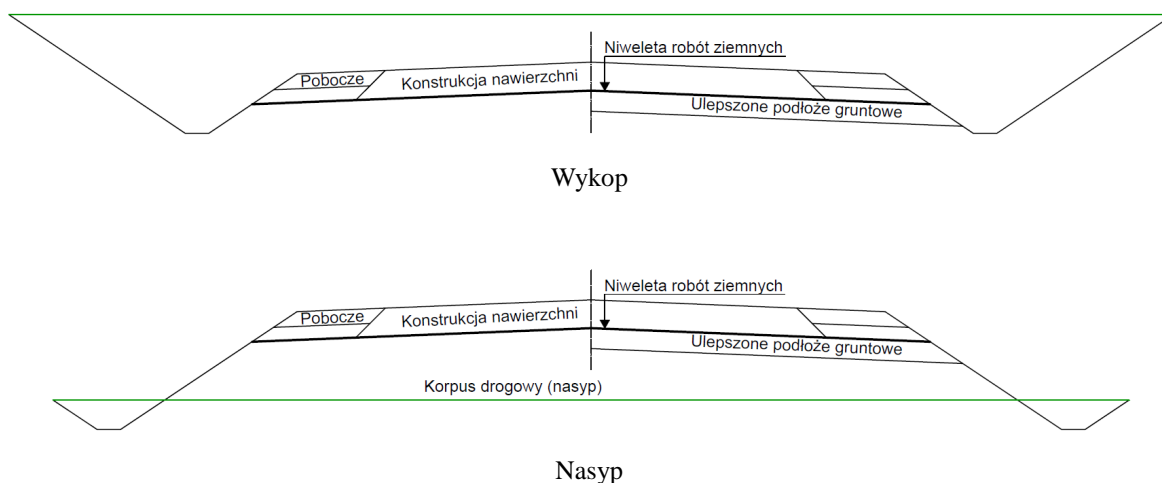 Niweleta robót ziemnych
Pobocze
Konstrukcja nawierzchni
Ulepszone podłoże gruntowe
Wykop
Niweleta robót ziemnych
Pobocze
Konstrukcja nawierzchni
Ulepszone podłoże gruntowe
Korpus drogowy (nasyp)
Nasyp